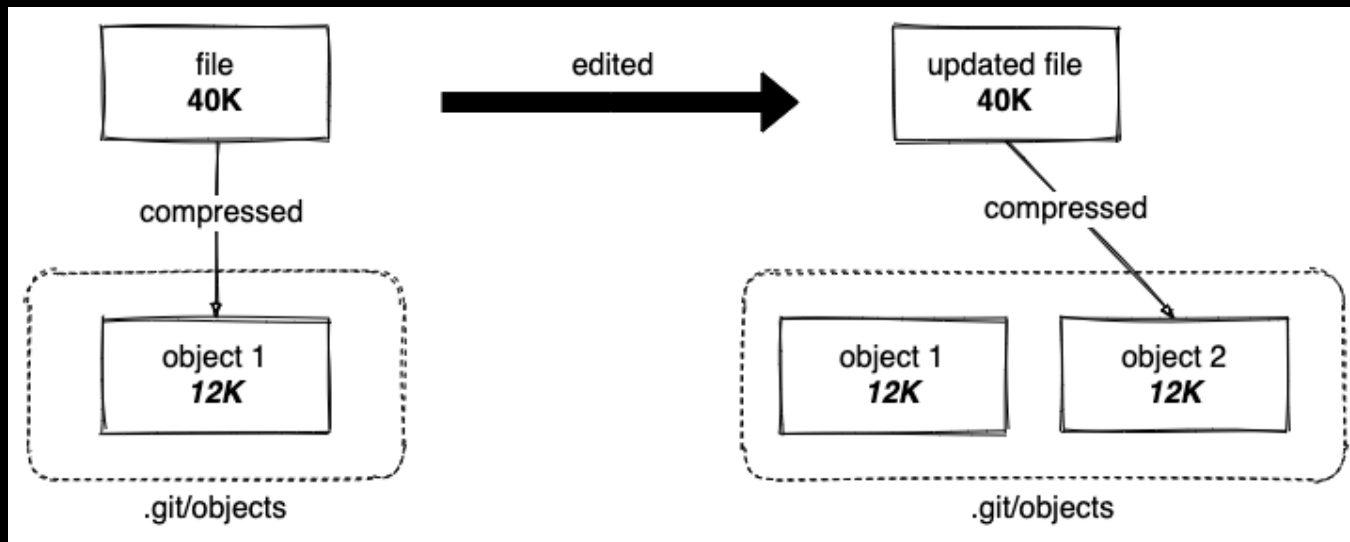 file
40K
edited
updated file
40K
compressed
compressed
object 1
12K
object 1
12K
object 2
12K
.git/objects
.git/objects